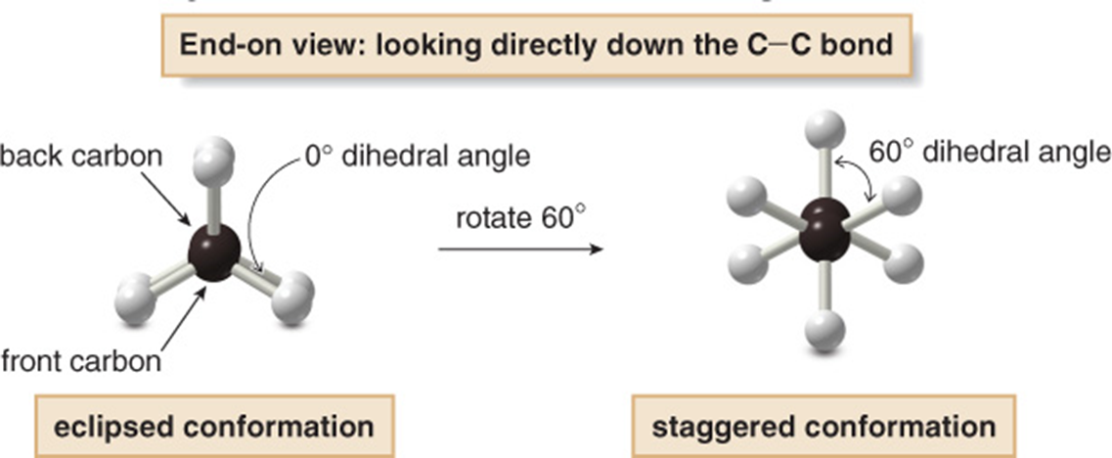 End-on view: looking directly down the C–C bond
back carbon
0° dihedral angle
60° dihedral angle
rotate 60°
front carbon
eclipsed conformation
staggered conformation